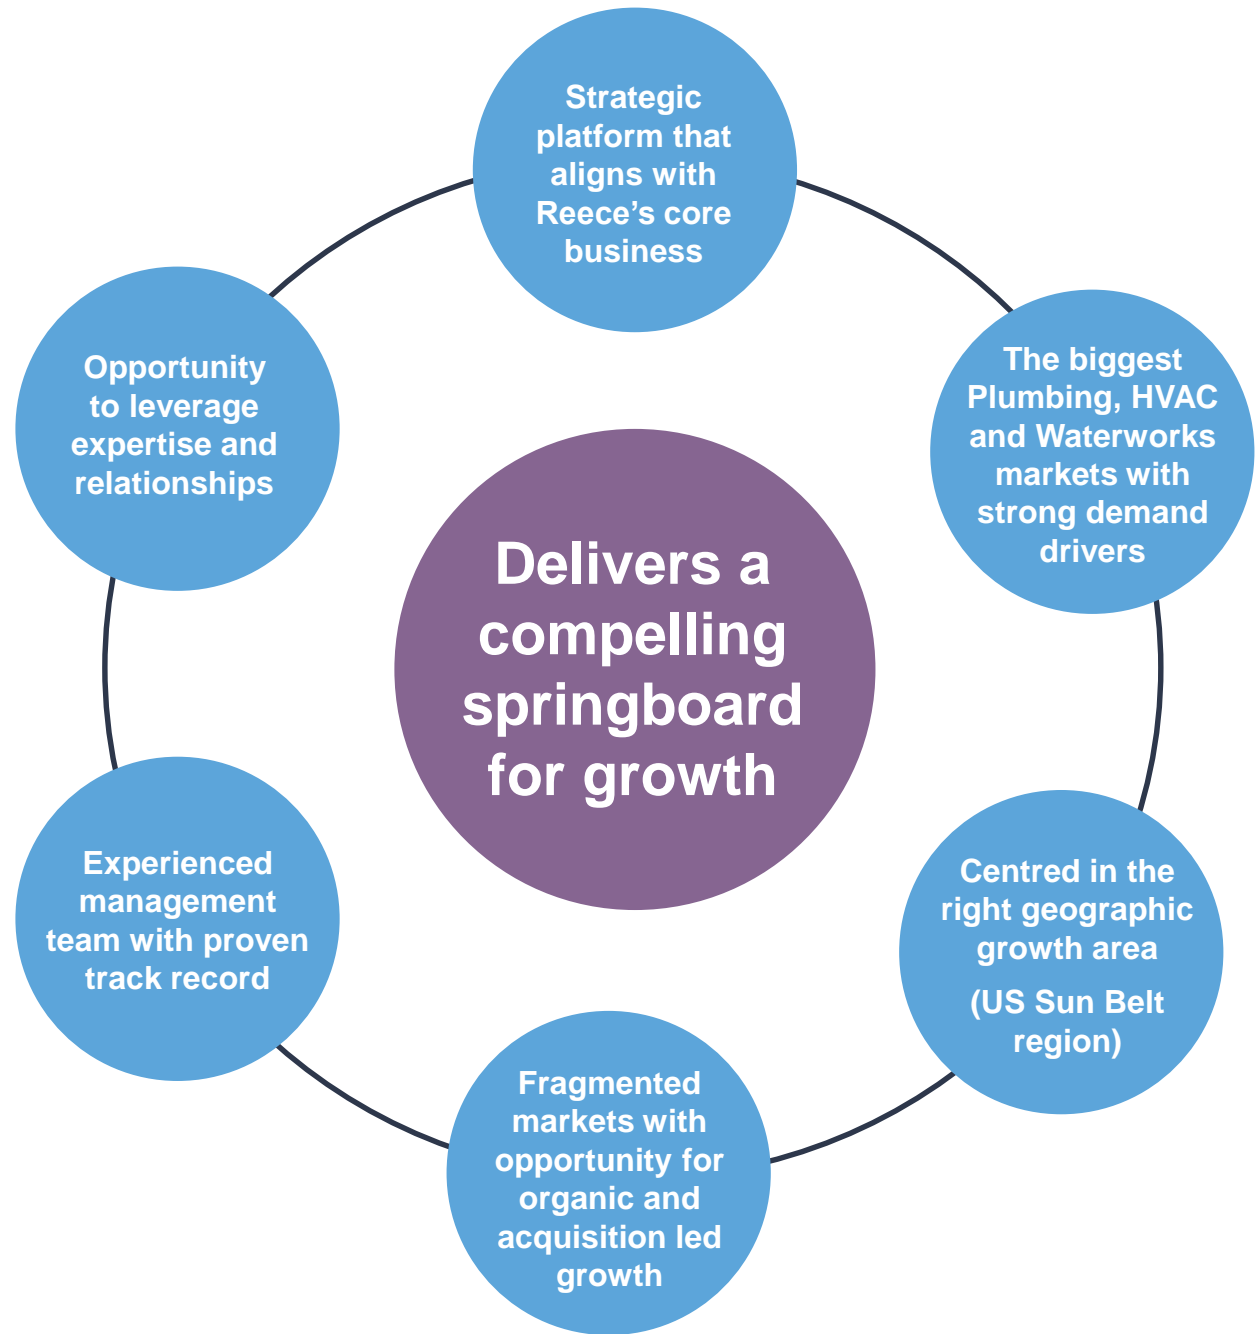 Strategic
platform that
aligns with
Reece’s core
business
The biggest
Plumbing, HVAC
and Waterworks
markets with
strong demand
drivers
Centred in the
right geographic
growth area
(US Sun Belt
region)
Fragmented
markets with
opportunity for
organic and
acquisition led
growth
Experienced
management
team with proven
track record
Opportunity
to leverage
expertise and
relationships
Delivers a
compelling
springboard
for growth